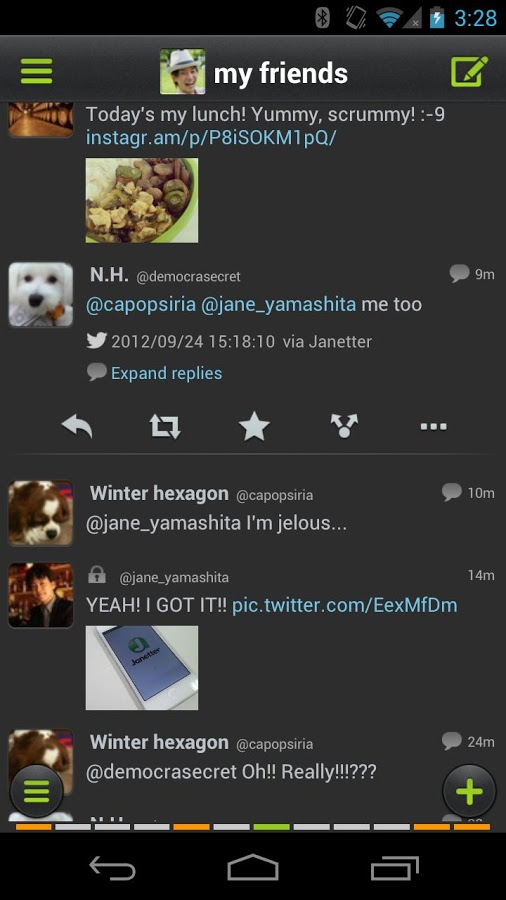 3:28
my friends
Today's my lunch! Yummy, scrummy! :-9
instagr.am/p/P8iSOKM1pQ/
N.H. @democrasecret 9m
@capopsiria @jane_yamashita me too
2012/09/24 15:18:10 via Janetter
Expand replies
Winter hexagon @capopsiria 10m
@jane_yamashita I'm jelous...
@jane_yamashita 14m
YEAH! I GOT IT!! pic.twitter.com/EexMfDm
Janetter
Winter hexagon @capopsiria 24m
@democrasecret Oh!! Really!!!???